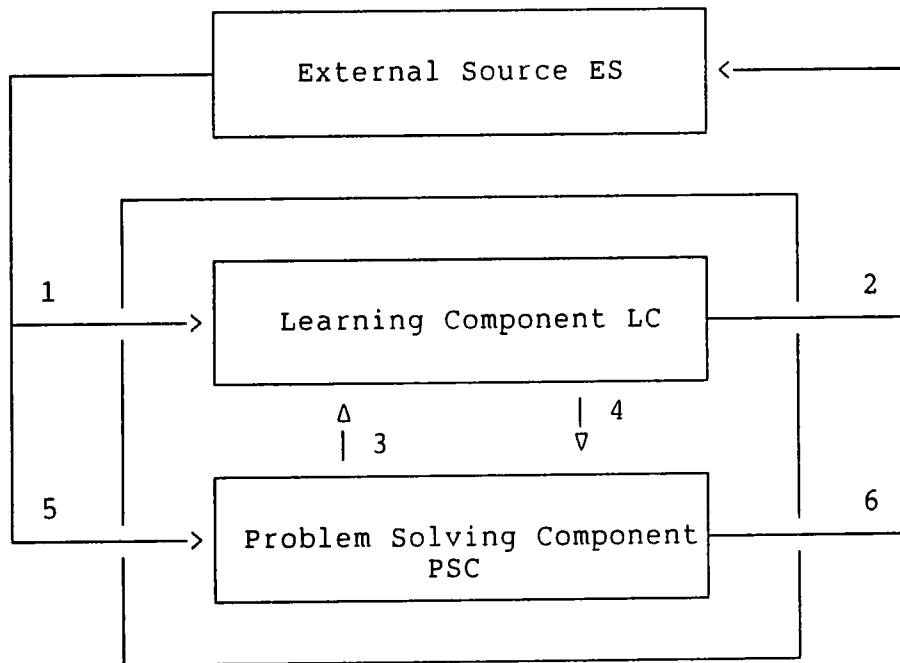 External Source ES
1
2
Learning Component LC
3
4
5
6
Problem Solving Component
PSC